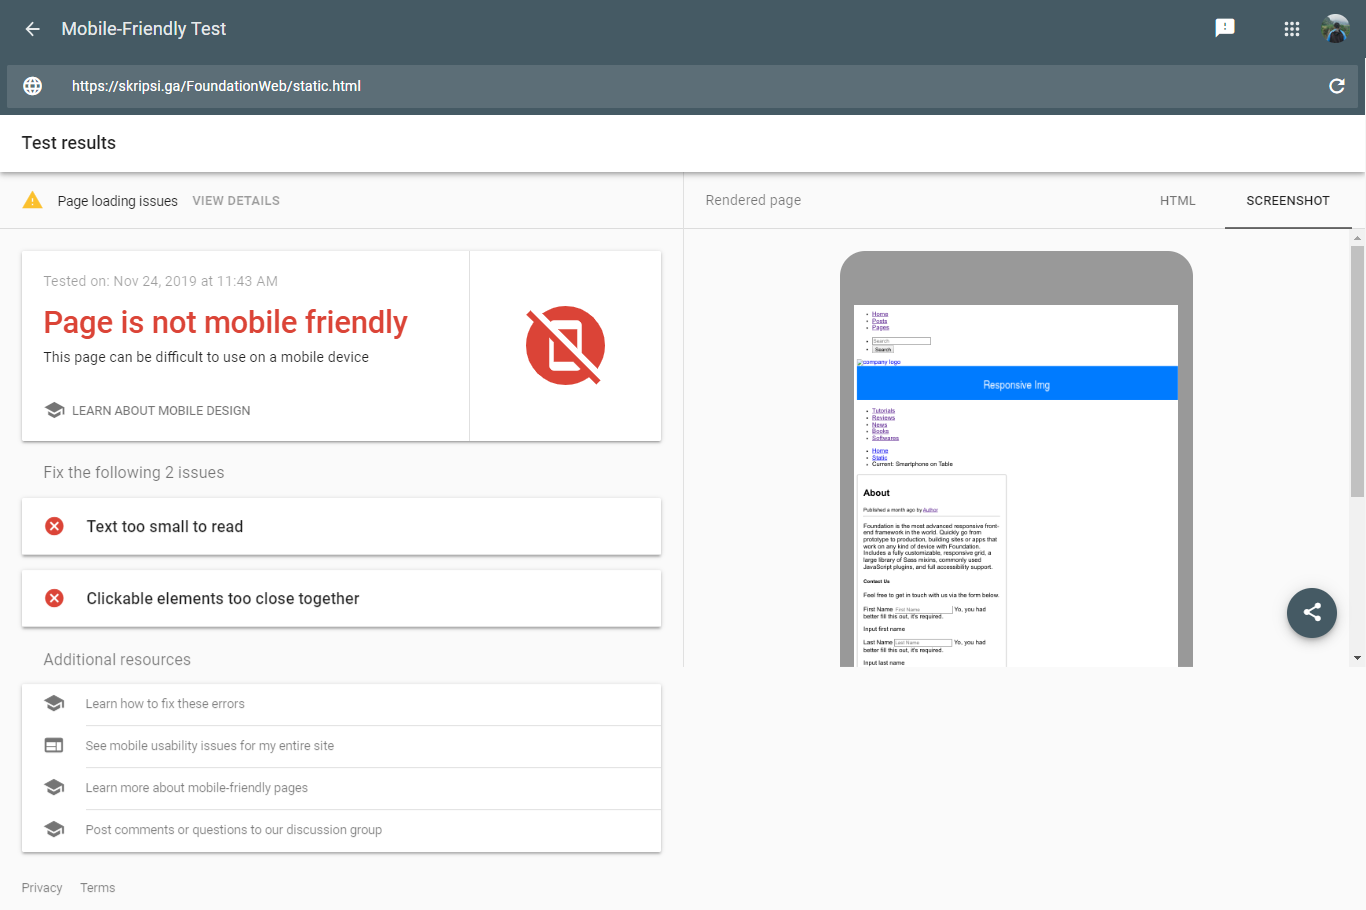 Mobile-Friendly Test
https://skripsi.ga/FoundationWeb/static.html
Test results
Page loading issues VIEW DETAILS
Tested on: Nov 24, 2019 at 11:43 AM
Page is not mobile friendly
This page can be difficult to use on a mobile device
LEARN ABOUT MOBILE DESIGN
Fix the following 2 issues
Text too small to read
Clickable elements too close together
Additional resources
Learn how to fix these errors
See mobile usability issues for my entire site
Learn more about mobile-friendly pages
Post comments or questions to our discussion group
Privacy Terms
Rendered page HTML SCREENSHOT
Home
Posts
Pages
Search
Search
company logo
Responsive Img
Tutorials
Reviews
News
Books
Softwares
Home
Static
Current: Smartphone on Table
About
Published a month ago by Author
Foundation is the most advanced responsive front-
end framework in the world. Quickly go from
prototype to production, building sites or apps that
work on any kind of device with Foundation.
Includes a fully customizable, responsive grid, a
large library of Sass mixins, commonly used
JavaScript plugins, and full accessibility support.
Contact Us
Feel free to get in touch with us via the form below.
First Name First Name Yo, you had
better fill this out, it's required.
Input first name
Last Name Last Name Yo, you had
better fill this out, it's required.
Input last name